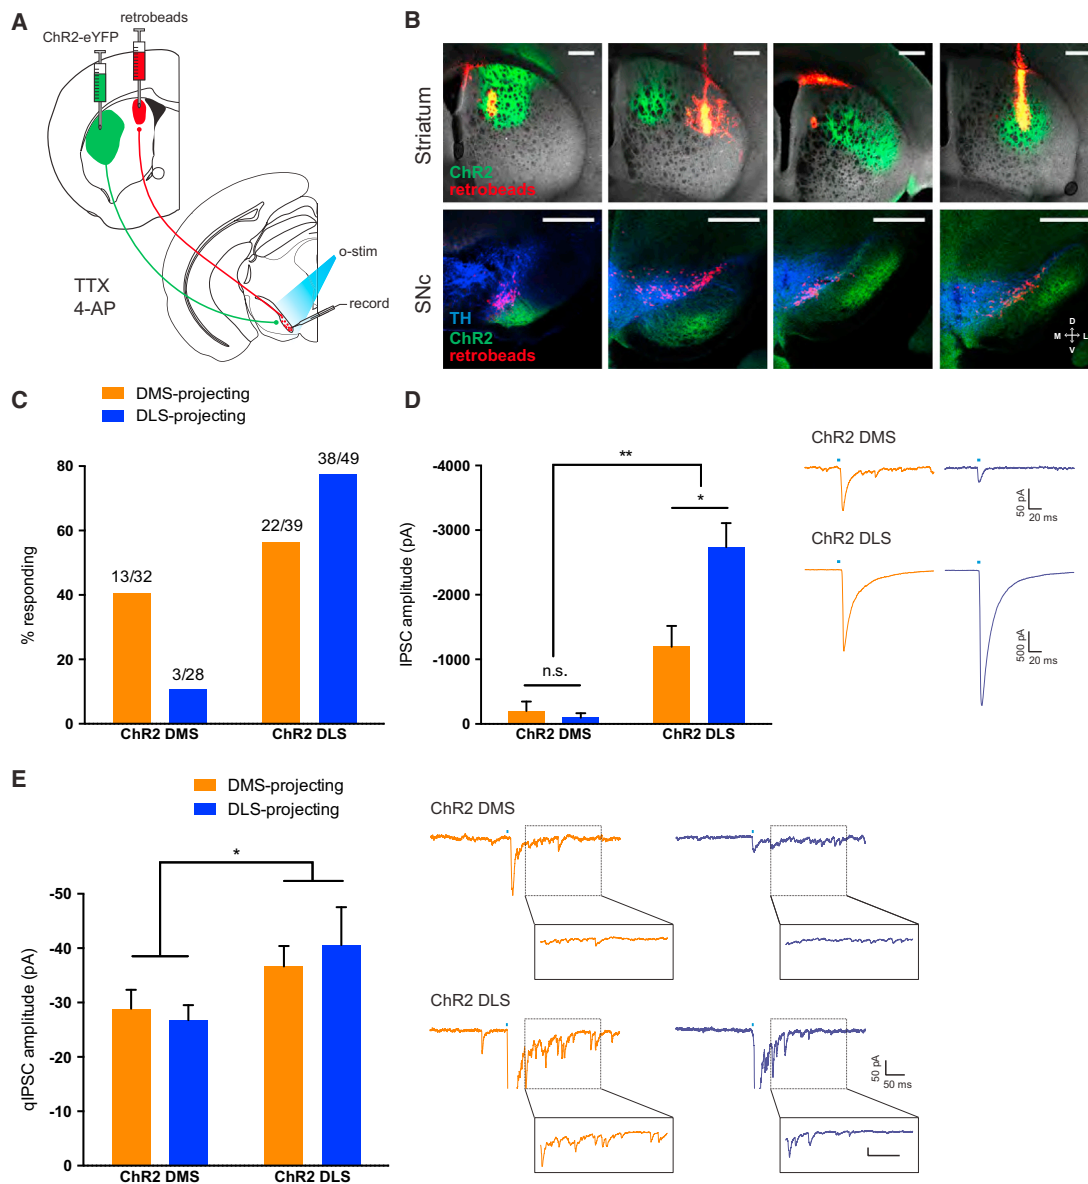 A
ChR2-eYFP
retrobeads
TTX
4-AP
o-stim
record
B
Striatum
ChR2
retrobeads
SNc
TH
ChR2
retrobeads
D
M
L
V
C
DMS-projecting
DLS-projecting
% responding
80
60
40
20
0
13/32
3/28
22/39
38/49
ChR2 DMS
ChR2 DLS
D
IPSC amplitude (pA)
-4000
-3000
-2000
-1000
0
**
*
n.s.
ChR2 DMS
ChR2 DLS
ChR2 DMS
50 pA
20 ms
ChR2 DLS
500 pA
20 ms
E
DMS-projecting
DLS-projecting
qIPSC amplitude (pA)
-50
-40
-30
-20
-10
0
*
ChR2 DMS
ChR2 DLS
ChR2 DMS
ChR2 DLS
50 pA
50 ms